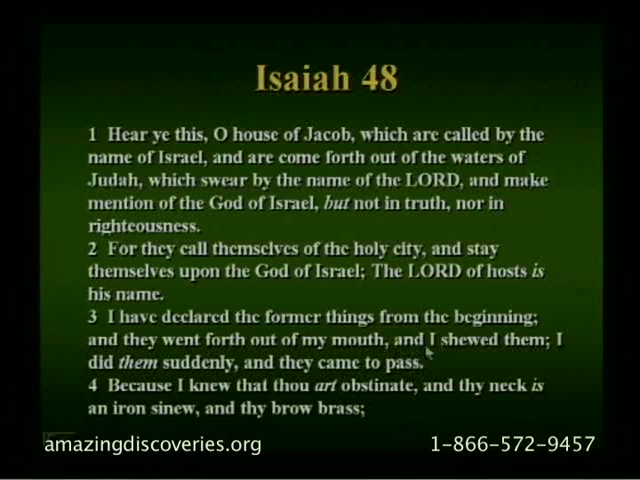 Isaiah 48
1 Hear ye this, O house of Jacob, which are called by the
name of Israel, and are come forth out of the waters of
Judah, which swear by the name of the LORD, and make
mention of the God of Israel, but not in truth, nor in
righteousness.
2 For they call themselves of the holy city, and stay
themselves upon the God of Israel; The LORD of hosts is
his name.
3 I have declared the former things from the beginning;
and they went forth out of my mouth, and I shewed them; I
did them suddenly, and they came to pass.
4 Because I knew that thou art obstinate, and thy neck is
an iron sinew, and thy brow brass;
amazingdiscoveries.org 1-866-572-9457